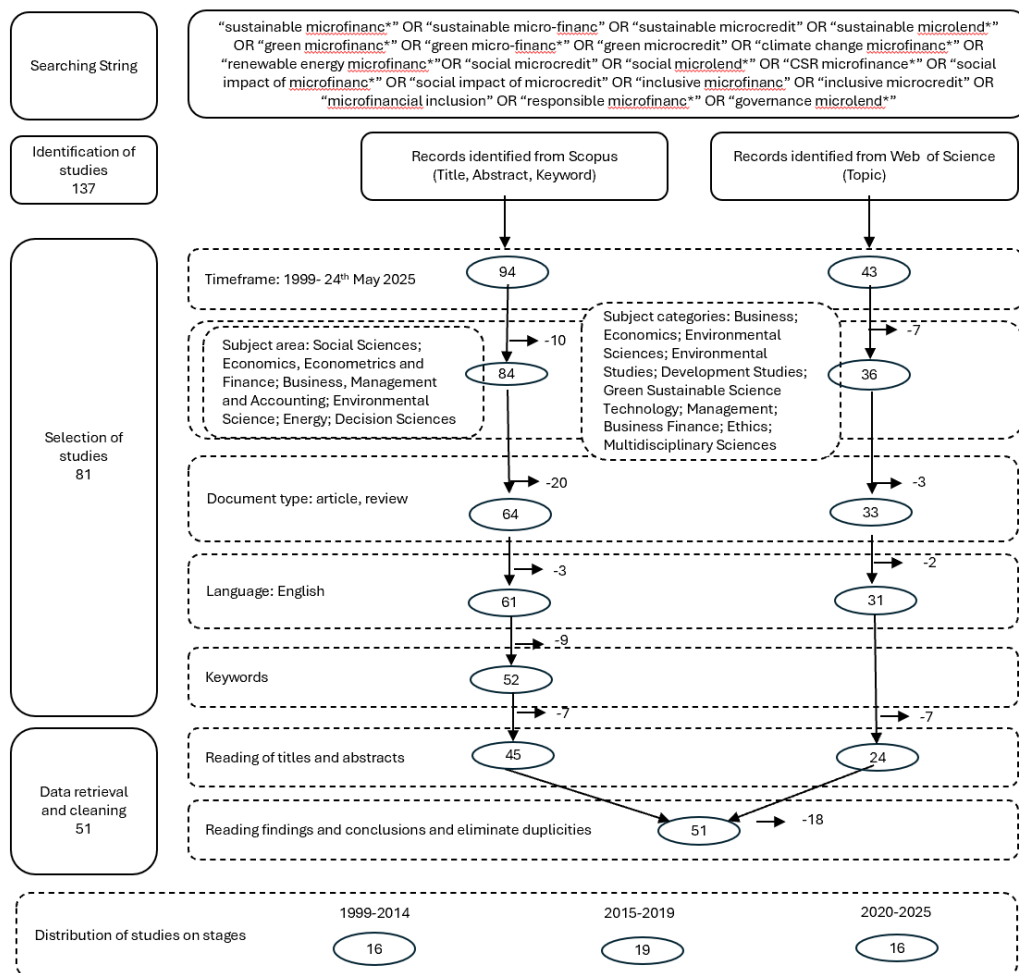 Searching String
“sustainable microfinanc*” OR “sustainable micro-financ” OR “sustainable microcredit” OR “sustainable microlend*”
OR “green microfinanc*” OR “green micro-financ*” OR “green microcredit” OR “climate change microfinanc*” OR
“renewable energy microfinanc*”OR “social microcredit” OR “social microlend*” OR “CSR microfinance*” OR “social
impact of microfinanc*” OR “social impact of microcredit” OR “inclusive microfinanc” OR “inclusive microcredit” OR
“microfinancial inclusion” OR “responsible microfinanc*” OR “governance microlend*”
Identification of
studies
137
Records identified from Scopus
(Title, Abstract, Keyword)
Records identified from Web of Science
(Topic)
Selection of
studies
81
Timeframe: 1999- 24th May 2025
94
43
-10
-7
Subject area: Social Sciences;
Economics, Econometrics and
Finance; Business, Management
and Accounting; Environmental
Science; Energy; Decision Sciences
84
Subject categories: Business;
Economics; Environmental
Sciences; Environmental
Studies; Development Studies;
Green Sustainable Science
Technology; Management;
Business Finance; Ethics;
Multidisciplinary Sciences
36
-20
-3
Document type: article, review
64
33
-3
-2
Language: English
61
31
-9
Keywords
52
-7
-7
Data retrieval
and cleaning
51
Reading of titles and abstracts
45
24
Reading findings and conclusions and eliminate duplicities
51
-18
Distribution of studies on stages
1999-2014
2015-2019
2020-2025
16
19
16